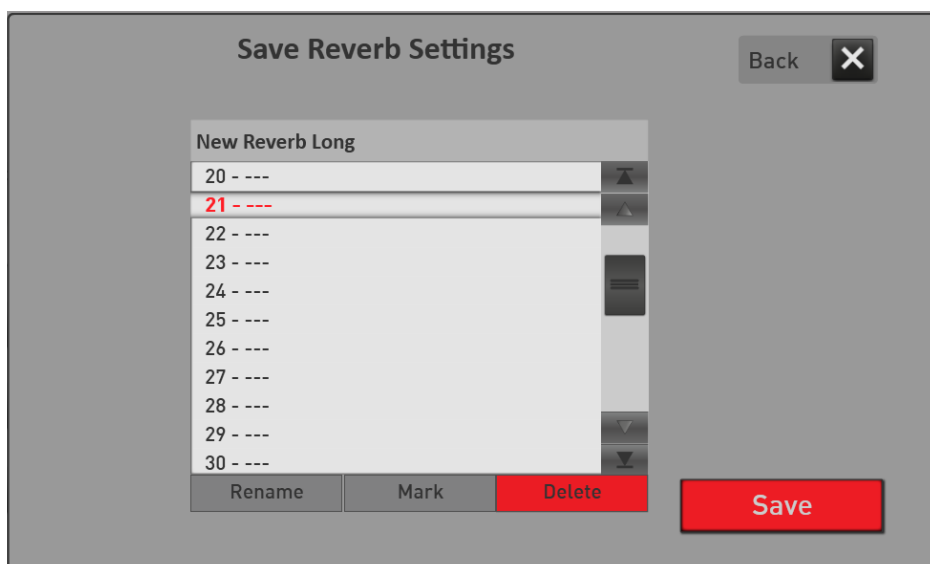 Save Reverb Settings
Back
New Reverb Long
20 - ---
21 - ---
22 - ---
23 - ---
24 - ---
25 - ---
26 - ---
27 - ---
28 - ---
29 - ---
30 - ---
Rename Mark Delete
Save